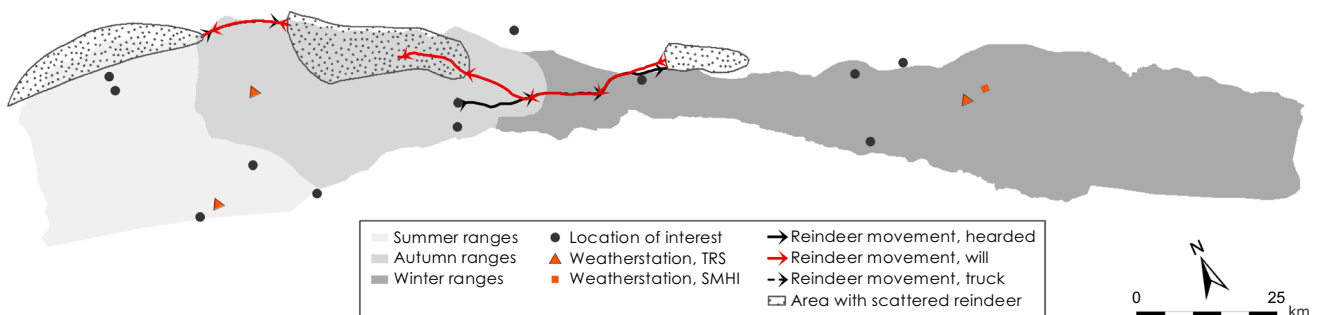 Summer ranges
Autumn ranges
Winter ranges
Location of interest
Weatherstation, TRS
Weatherstation, SMHI
Reindeer movement, hearded
Reindeer movement, will
Reindeer movement, truck
Area with scattered reindeer
N
0 25
km